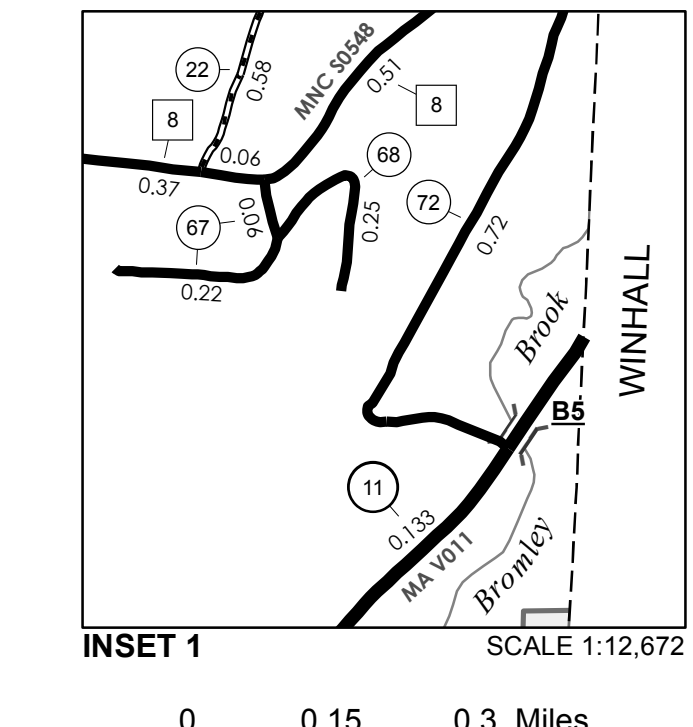 22
0.58
MNC S0548
0.51
8
8
0.06
68
0.37
0.06
0.25
72
67
0.72
0.22
WINHALL
Brook
B5
11
0.133
MA V011
Bromley
INSET 1
SCALE 1:12,672
0 0.15 0.3 Miles